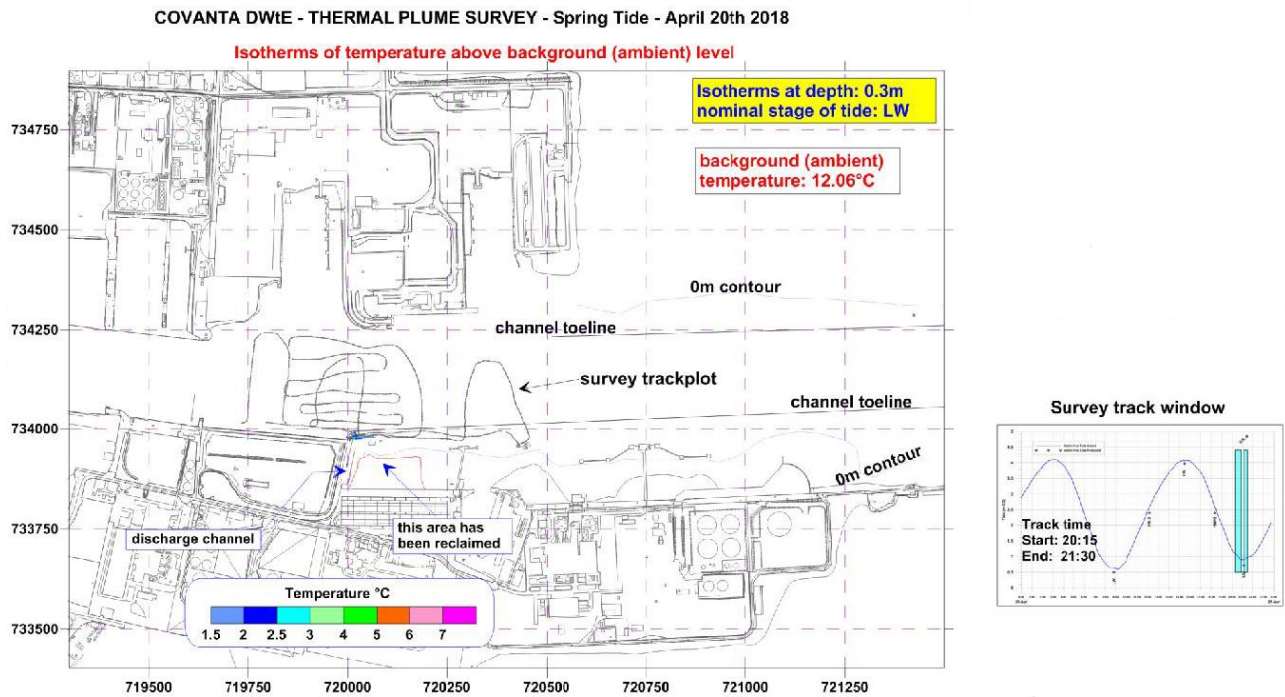 COVANTA DWtE - THERMAL PLUME SURVEY - Spring Tide - April 20th 2018
Isotherms of temperature above background (ambient) level
Isotherms at depth: 0.3m
nominal stage of tide: LW
background (ambient)
temperature: 12.06°C
734750
734500
734250
734000
733750
733500
0m contour
channel toeline
survey trackplot
channel toeline
0m contour
discharge channel
this area has
been reclaimed
Temperature °C
1.5 2 2.5 3 4 5 6 7
719500 719750 720000 720250 720500 720750 721000 721250
Survey track window
Track time
Start: 20:15
End: 21:30